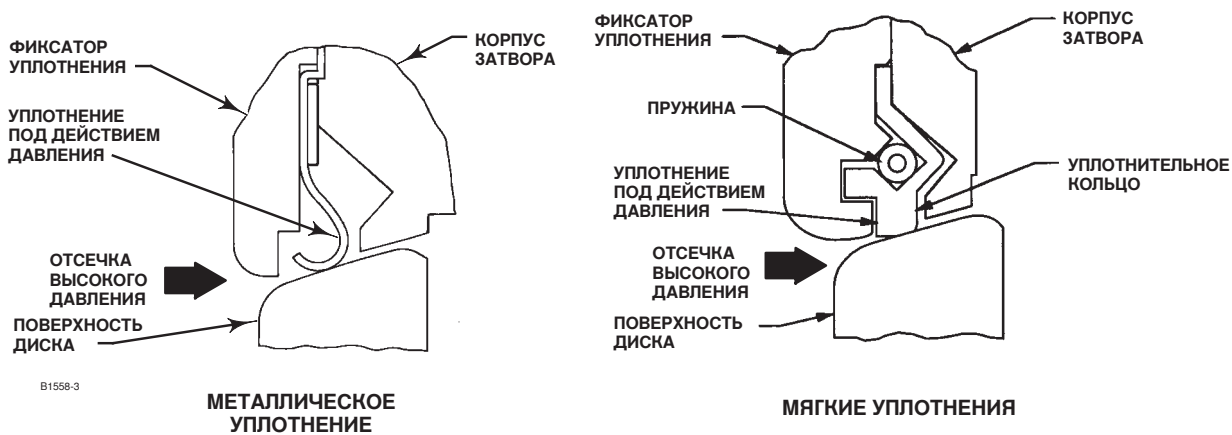 ФИКСАТОР
УПЛОТНЕНИЯ
КОРПУС
ЗАТВОРА
УПЛОТНЕНИЕ
ПОД ДЕЙСТВИЕМ
ДАВЛЕНИЯ
ОТСЕЧКА
ВЫСОКОГО
ДАВЛЕНИЯ
ПОВЕРХНОСТЬ
ДИСКА
B1558-3
МЕТАЛЛИЧЕСКОЕ
УПЛОТНЕНИЕ
ФИКСАТОР
УПЛОТНЕНИЯ
КОРПУС
ЗАТВОРА
ПРУЖИНА
УПЛОТНИТЕЛЬНОЕ
КОЛЬЦО
УПЛОТНЕНИЕ
ПОД ДЕЙСТВИЕМ
ДАВЛЕНИЯ
ОТСЕЧКА
ВЫСОКОГО
ДАВЛЕНИЯ
ПОВЕРХНОСТЬ
ДИСКА
МЯГКИЕ УПЛОТНЕНИЯ